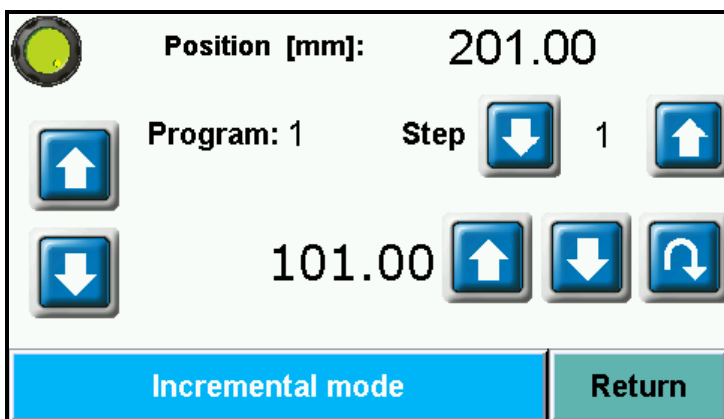 Position [mm]: 201.00
Program: 1 Step 1
101.00
Incremental mode Return